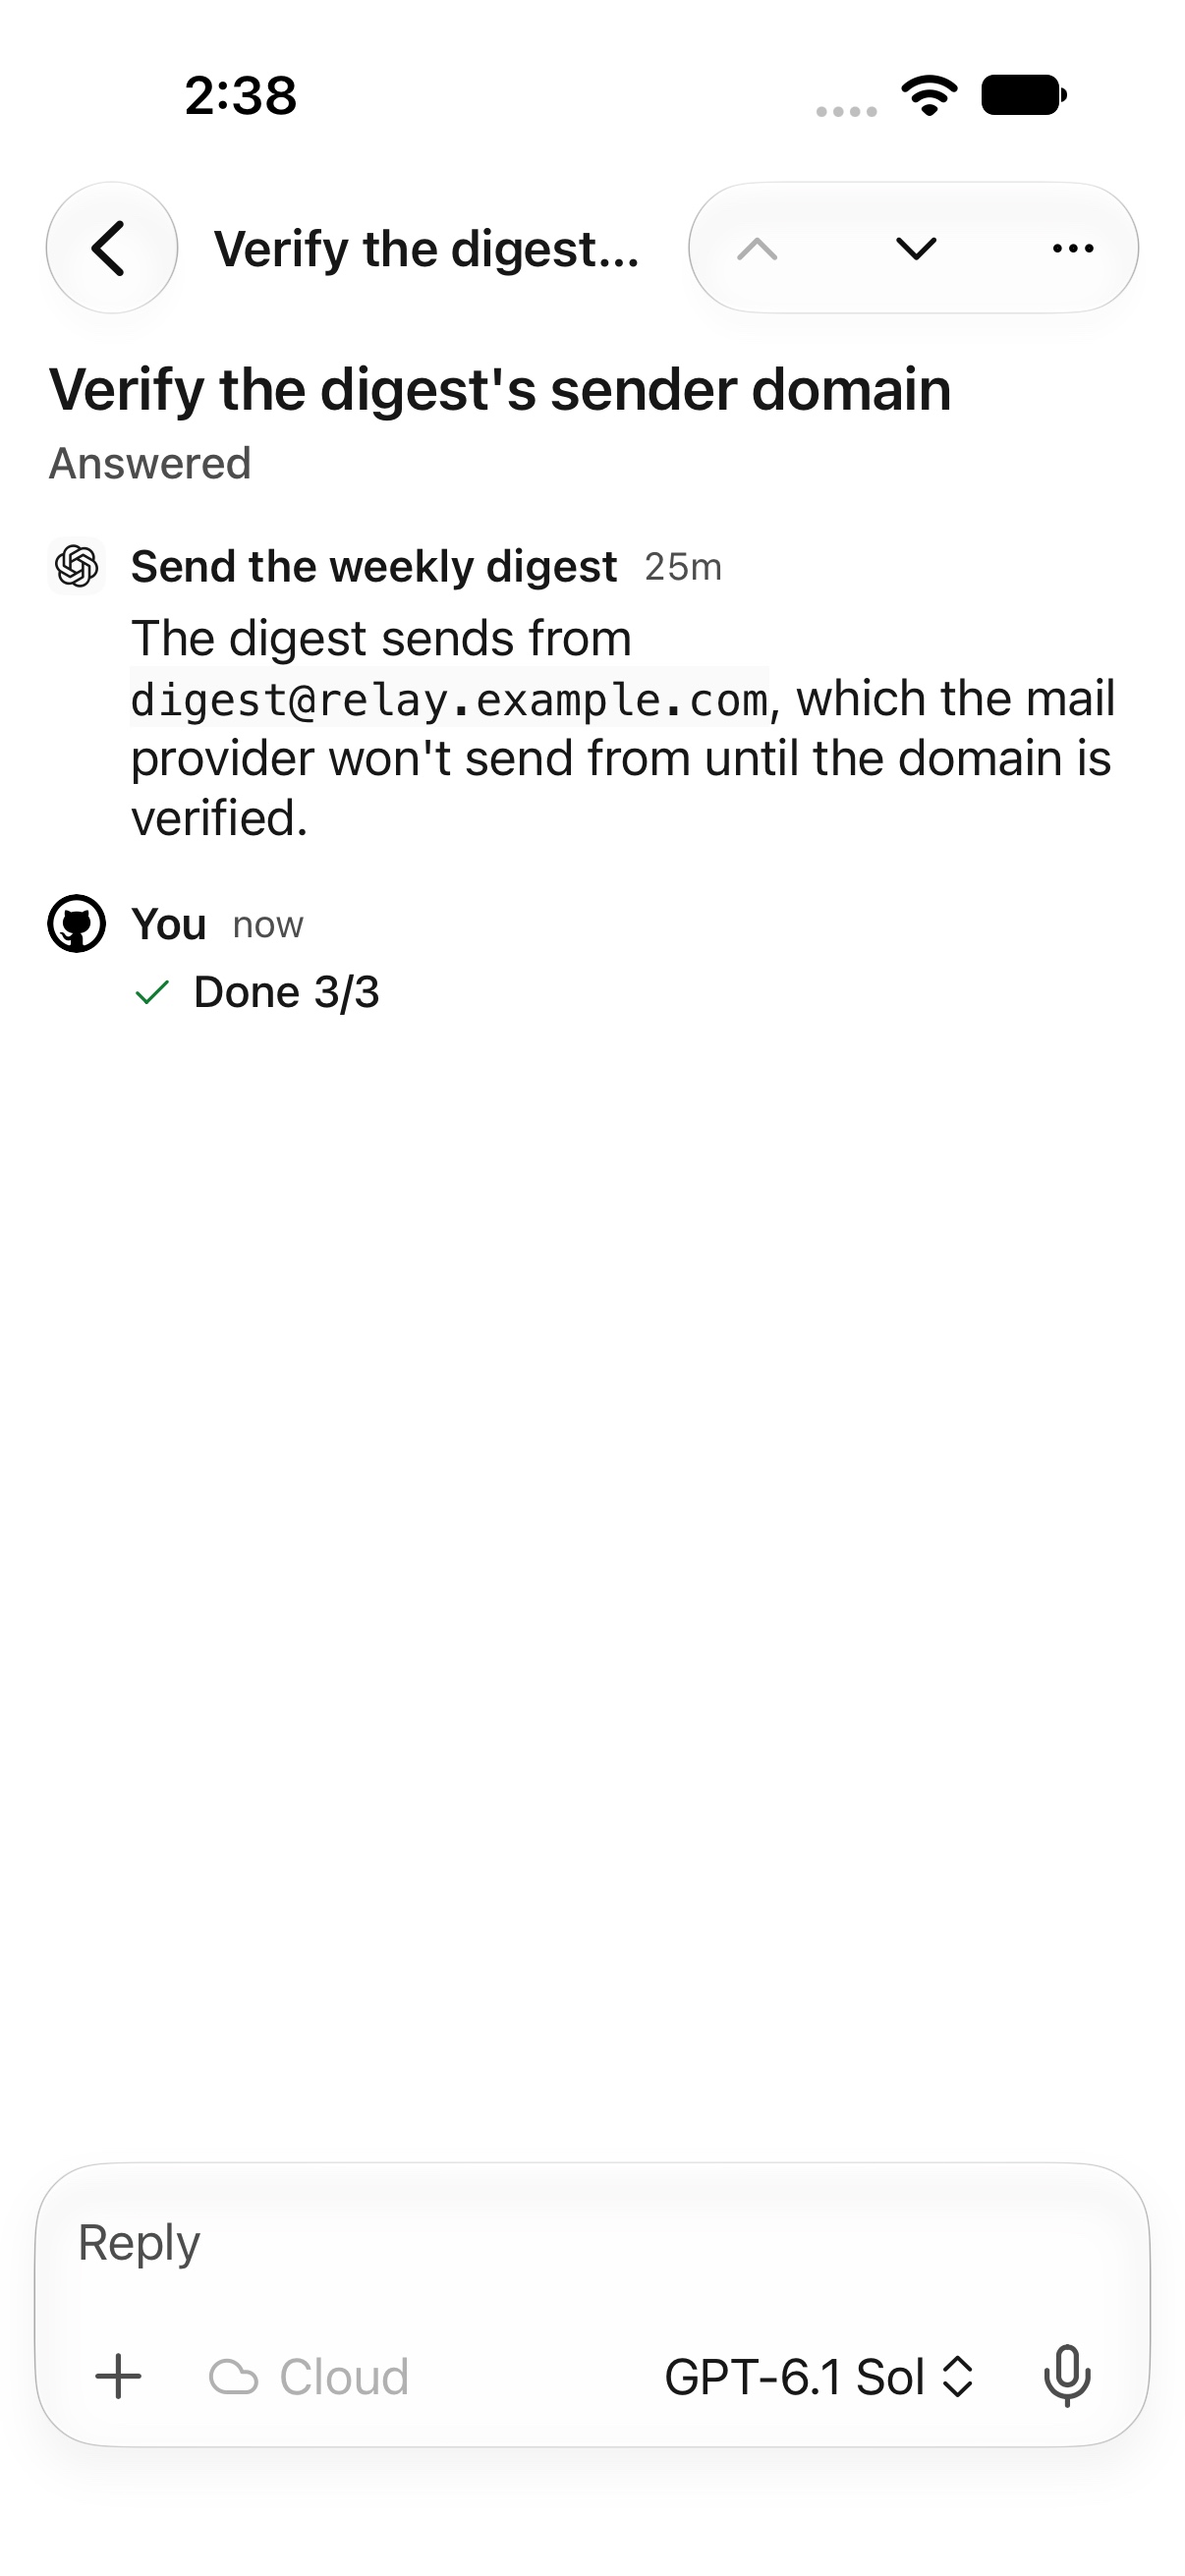 2:38
Verify the digest...
Verify the digest's sender domain
Answered
Send the weekly digest 25m
The digest sends from
digest@relay.example.com, which the mail
provider won't send from until the domain is
verified.
You now
Done 3/3
Reply
Cloud GPT-6.1 Sol